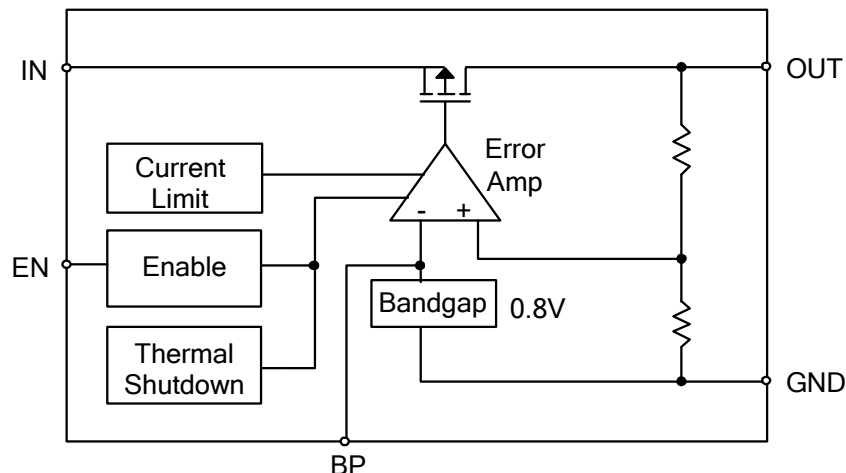 IN
OUT
Error
Amp
Current
Limit
- +
EN
Enable
Bandgap
0.8V
Thermal
Shutdown
GND
BP